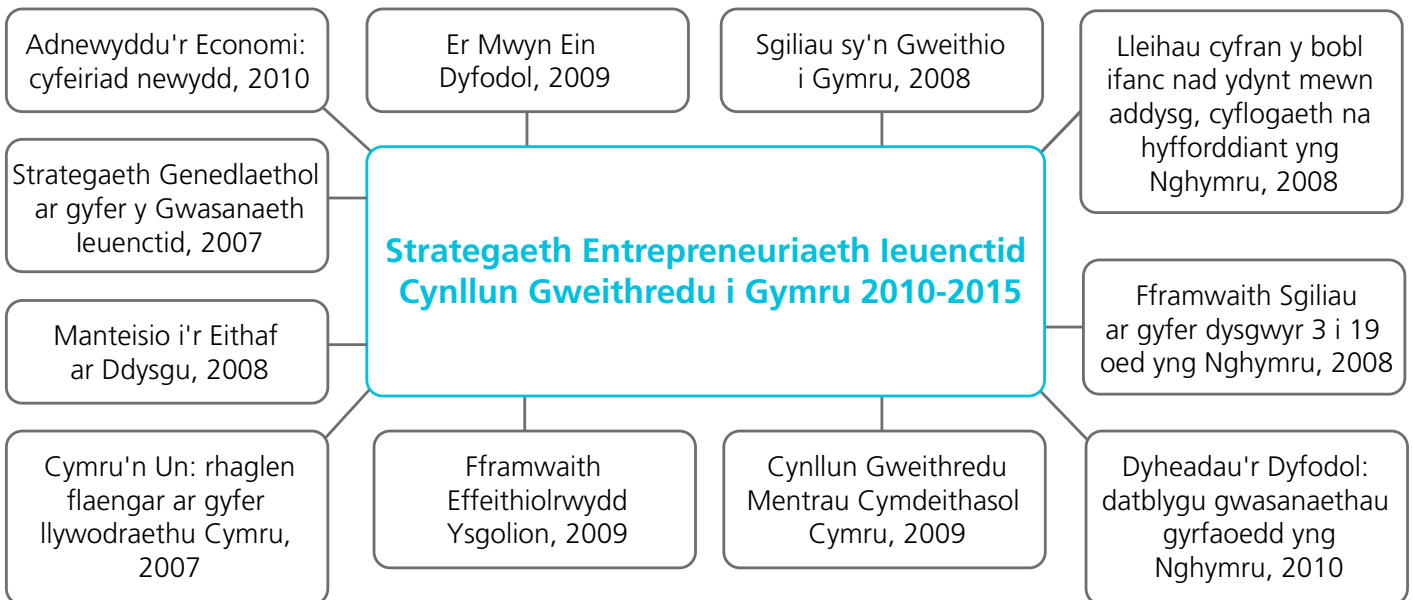 Adnewyddu'r Economi:
cyfeiriad newydd, 2010
Er Mwyn Ein
Dyfodol, 2009
Sgiliau sy'n Gweithio
i Gymru, 2008
Lleihau cyfran y bobl
ifanc nad ydynt mewn
addysg, cyflogaeth na
hyfforddiant yng
Nghymru, 2008
Strategaeth Genedlaethol
ar gyfer y Gwasanaeth
Ieuenctid, 2007
Strategaeth Entrepreneuriaeth Ieuenctid
Cynllun Gweithredu i Gymru 2010-2015
Manteisio i'r Eithaf
ar Ddysgu, 2008
Fframwaith Sgiliau
ar gyfer dysgwyr 3 i 19
oed yng Nghymru, 2008
Cymru'n Un: rhaglen
flaengar ar gyfer
llywodraethu Cymru,
2007
Fframwaith
Effeithiolrwydd
Ysgolion, 2009
Cynllun Gweithredu
Mentrau Cymdeithasol
Cymru, 2009
Dyheadau'r Dyfodol:
datblygu gwasanaethau
gyrfaoedd yng
Nghymru, 2010